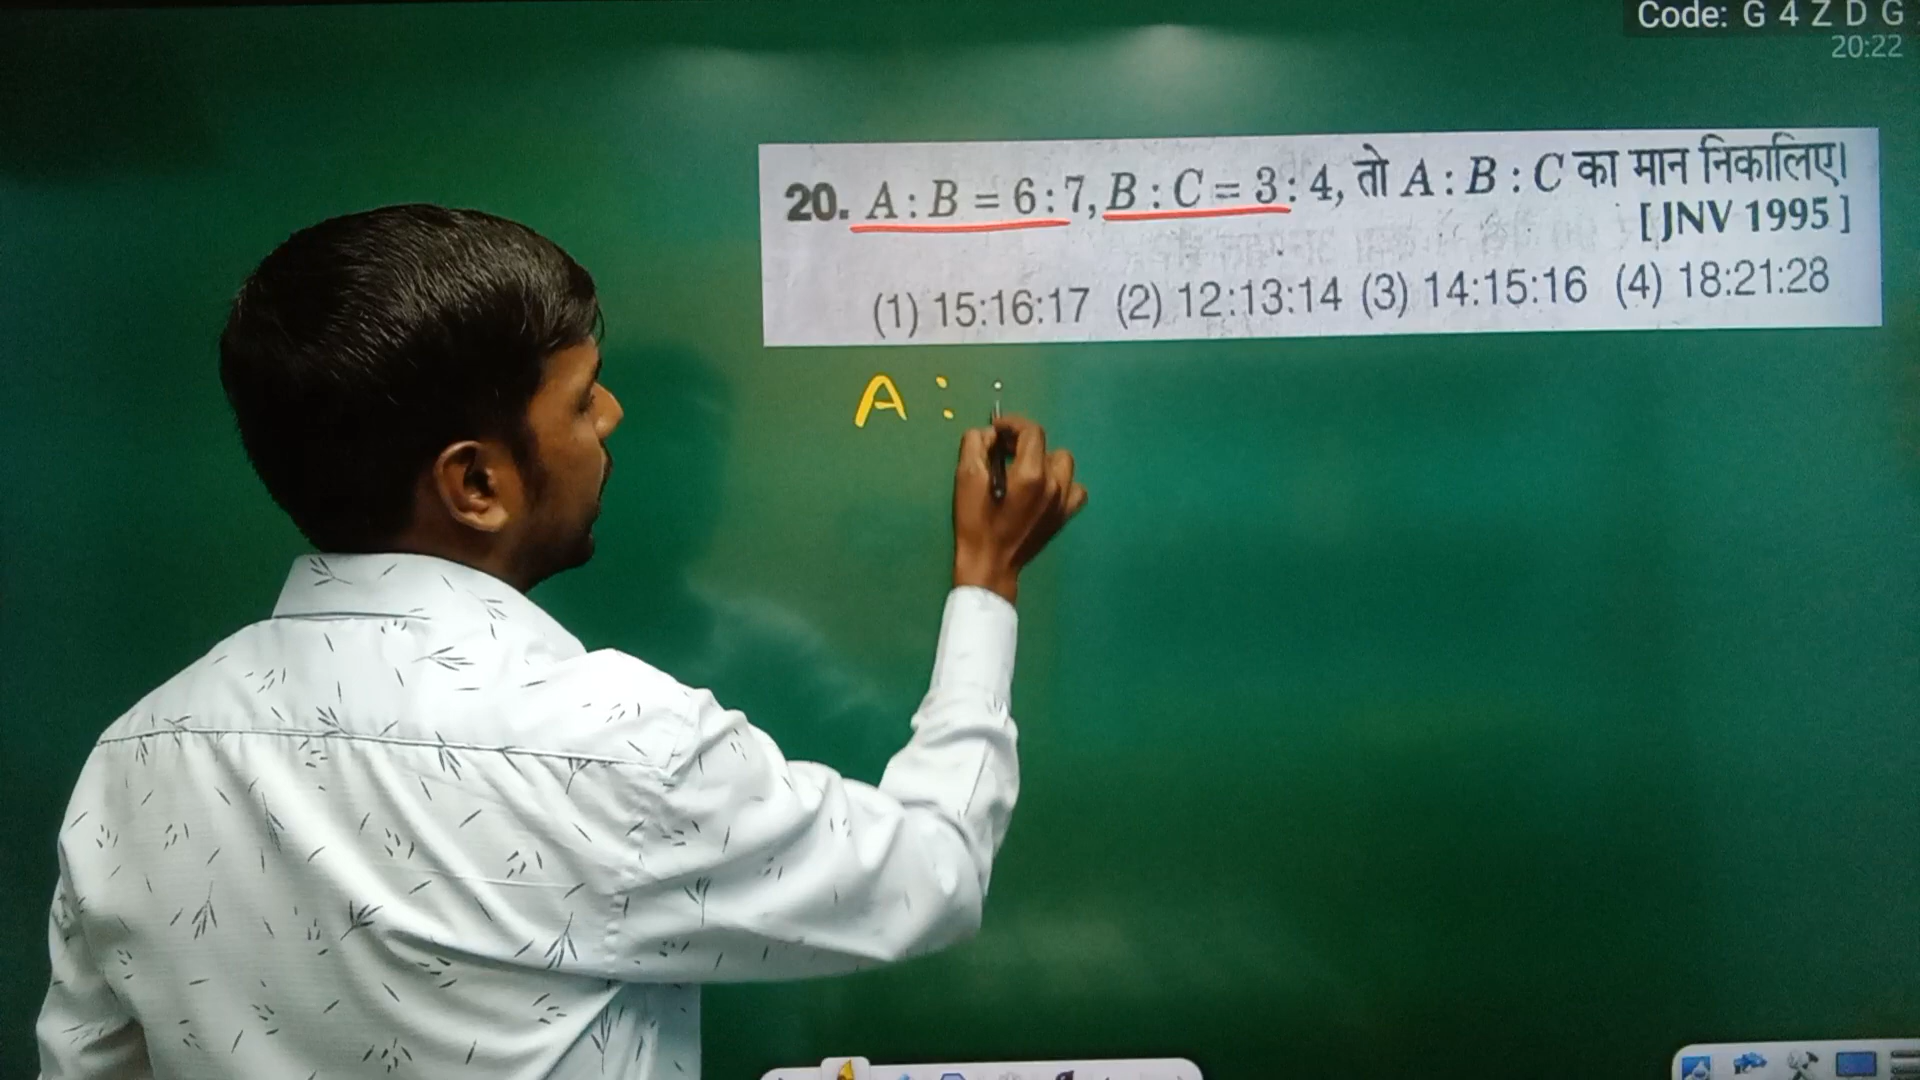 Code: G 4 Z D G
20:22
20. A : B = 6 : 7, B : C = 3 : 4, तो A : B : C का मान निकालिए।
[ JNV 1995 ]
(1) 15:16:17 (2) 12:13:14 (3) 14:15:16 (4) 18:21:28
A :